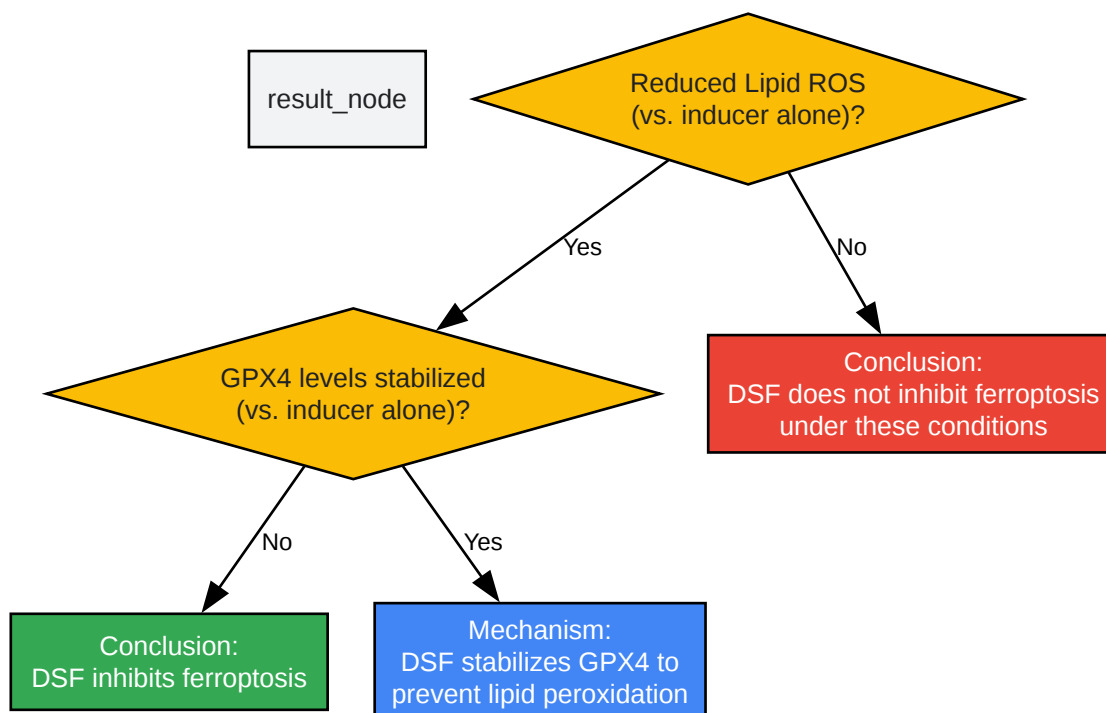 result_node
Reduced Lipid ROS
(vs. inducer alone)?
Yes
No
GPX4 levels stabilized
(vs. inducer alone)?
Conclusion:
DSF does not inhibit ferroptosis
under these conditions
No
Yes
Conclusion:
DSF inhibits ferroptosis
Mechanism:
DSF stabilizes GPX4 to
prevent lipid peroxidation